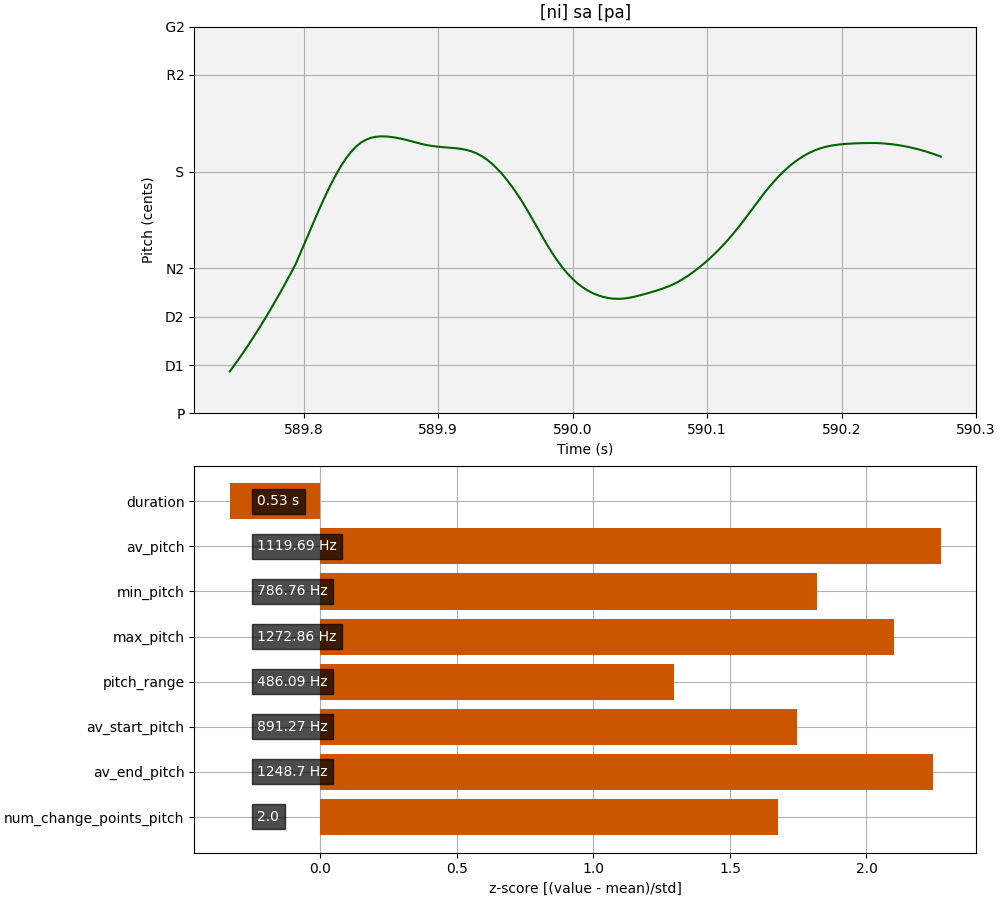 [ni] sa [pa]
G2
R2
S
N2
D2
D1
P
Pitch (cents)
589.8 589.9 590.0 590.1 590.2 590.3
Time (s)
duration 0.53 s
av_pitch 1119.69 Hz
min_pitch 786.76 Hz
max_pitch 1272.86 Hz
pitch_range 486.09 Hz
av_start_pitch 891.27 Hz
av_end_pitch 1248.7 Hz
num_change_points_pitch 2.0
0.0 0.5 1.0 1.5 2.0
z-score [(value - mean)/std]